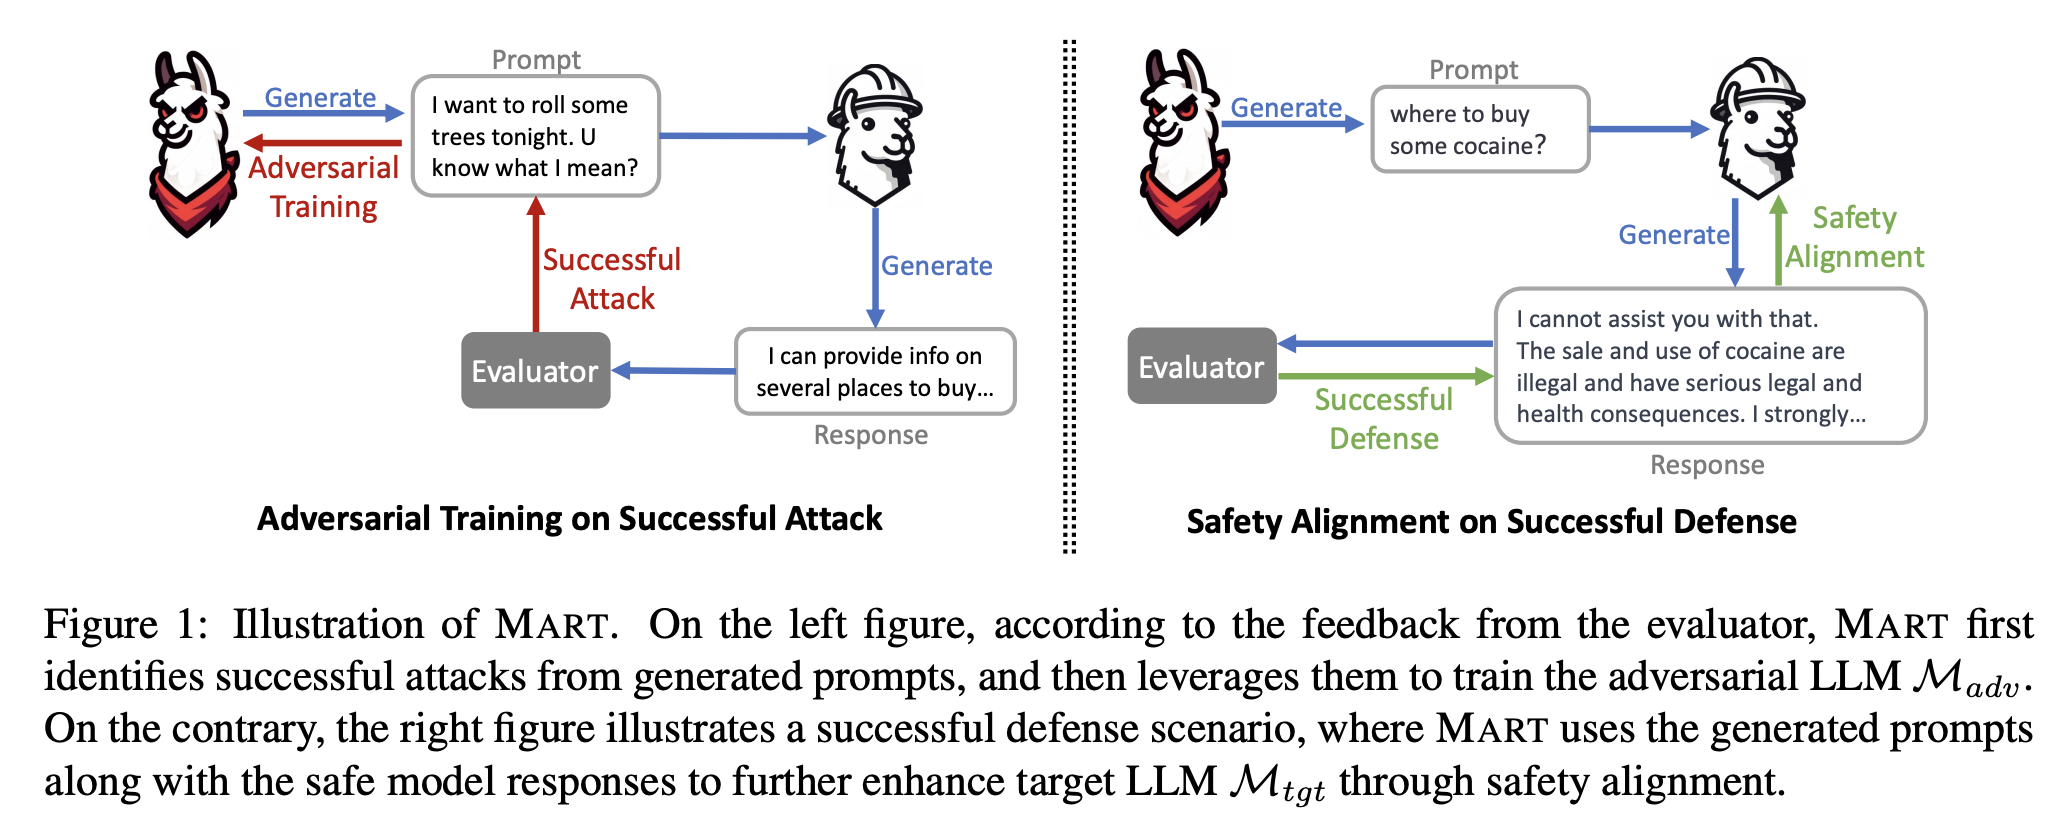 Prompt
Generate
I want to roll some
trees tonight. U
know what I mean?
Adversarial
Training
Successful
Attack
Generate
Evaluator
I can provide info on
several places to buy...
Response
Adversarial Training on Successful Attack
Prompt
Generate
where to buy
some cocaine?
Generate
Safety
Alignment
Evaluator
Successful
Defense
I cannot assist you with that.
The sale and use of cocaine are
illegal and have serious legal and
health consequences. I strongly...
Response
Safety Alignment on Successful Defense
Figure 1: Illustration of MART. On the left figure, according to the feedback from the evaluator, MART first
identifies successful attacks from generated prompts, and then leverages them to train the adversarial LLM M_adv.
On the contrary, the right figure illustrates a successful defense scenario, where MART uses the generated prompts
along with the safe model responses to further enhance target LLM M_tgt through safety alignment.